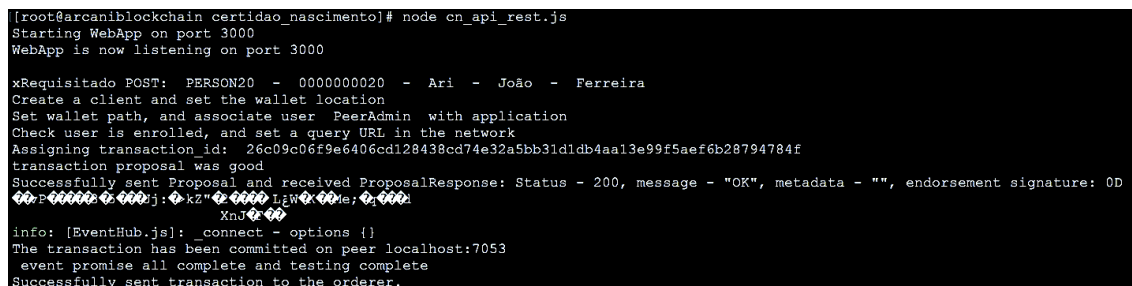 [root@arcaniblockchain certidao_nascimento]# node cn_api_rest.js
Starting WebApp on port 3000
WebApp is now listening on port 3000
xRequisitado POST:  PERSON20  -  0000000020  -  Ari  -  João  -  Ferreira
Create a client and set the wallet location
Set wallet path, and associate user  PeerAdmin  with application
Check user is enrolled, and set a query URL in the network
Assigning transaction_id:  26c09c06f9e6406cd128438cd74e32a5bb31d1db4aa13e99f5aef6b28794784f
transaction proposal was good
Successfully sent Proposal and received ProposalResponse: Status - 200, message - "OK", metadata - "", endorsement signature: 0D
XnJ
info: [EventHub.js]: _connect - options {}
The transaction has been committed on peer localhost:7053
 event promise all complete and testing complete
Successfully sent transaction to the orderer.